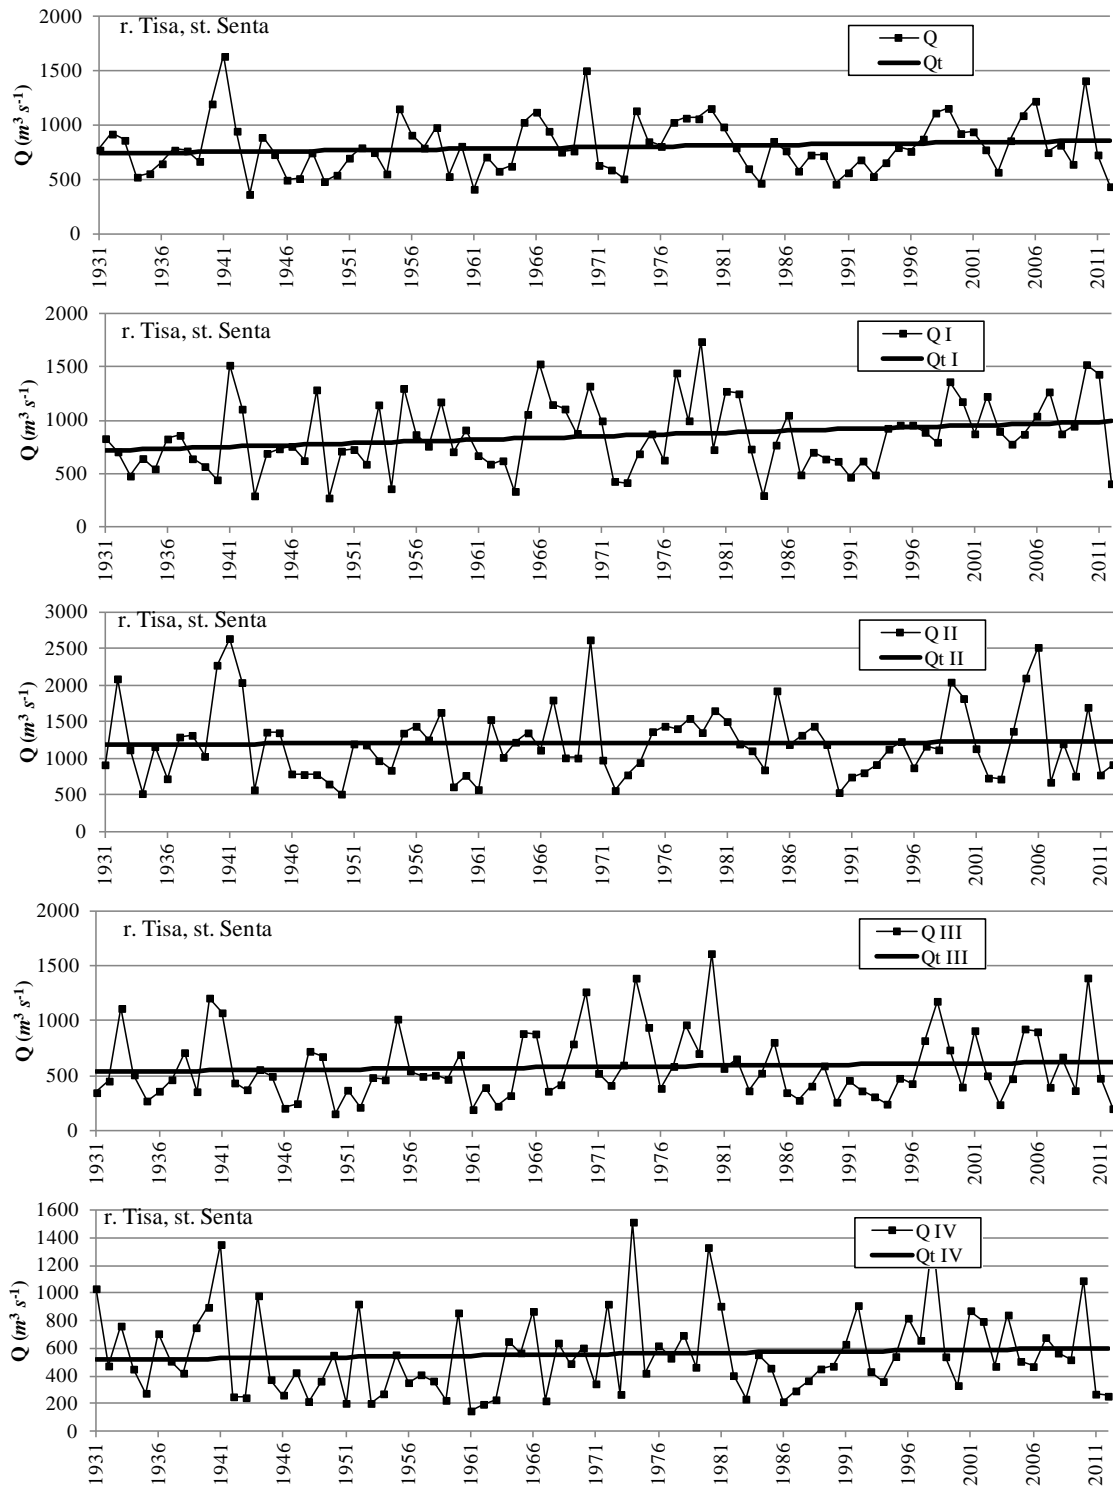 r. Tisa, st. Senta
Q
Qt
Q (m³ s⁻¹)
2000
1500
1000
500
0
1931 1936 1941 1946 1951 1956 1961 1966 1971 1976 1981 1986 1991 1996 2001 2006 2011
r. Tisa, st. Senta
Q I
Qt I
Q (m³ s⁻¹)
2000
1500
1000
500
0
1931 1936 1941 1946 1951 1956 1961 1966 1971 1976 1981 1986 1991 1996 2001 2006 2011
r. Tisa, st. Senta
Q II
Qt II
Q (m³ s⁻¹)
3000
2500
2000
1500
1000
500
0
1931 1936 1941 1946 1951 1956 1961 1966 1971 1976 1981 1986 1991 1996 2001 2006 2011
r. Tisa, st. Senta
Q III
Qt III
Q (m³ s⁻¹)
2000
1500
1000
500
0
1931 1936 1941 1946 1951 1956 1961 1966 1971 1976 1981 1986 1991 1996 2001 2006 2011
r. Tisa, st. Senta
Q IV
Qt IV
Q (m³ s⁻¹)
1600
1400
1200
1000
800
600
400
200
0
1931 1936 1941 1946 1951 1956 1961 1966 1971 1976 1981 1986 1991 1996 2001 2006 2011